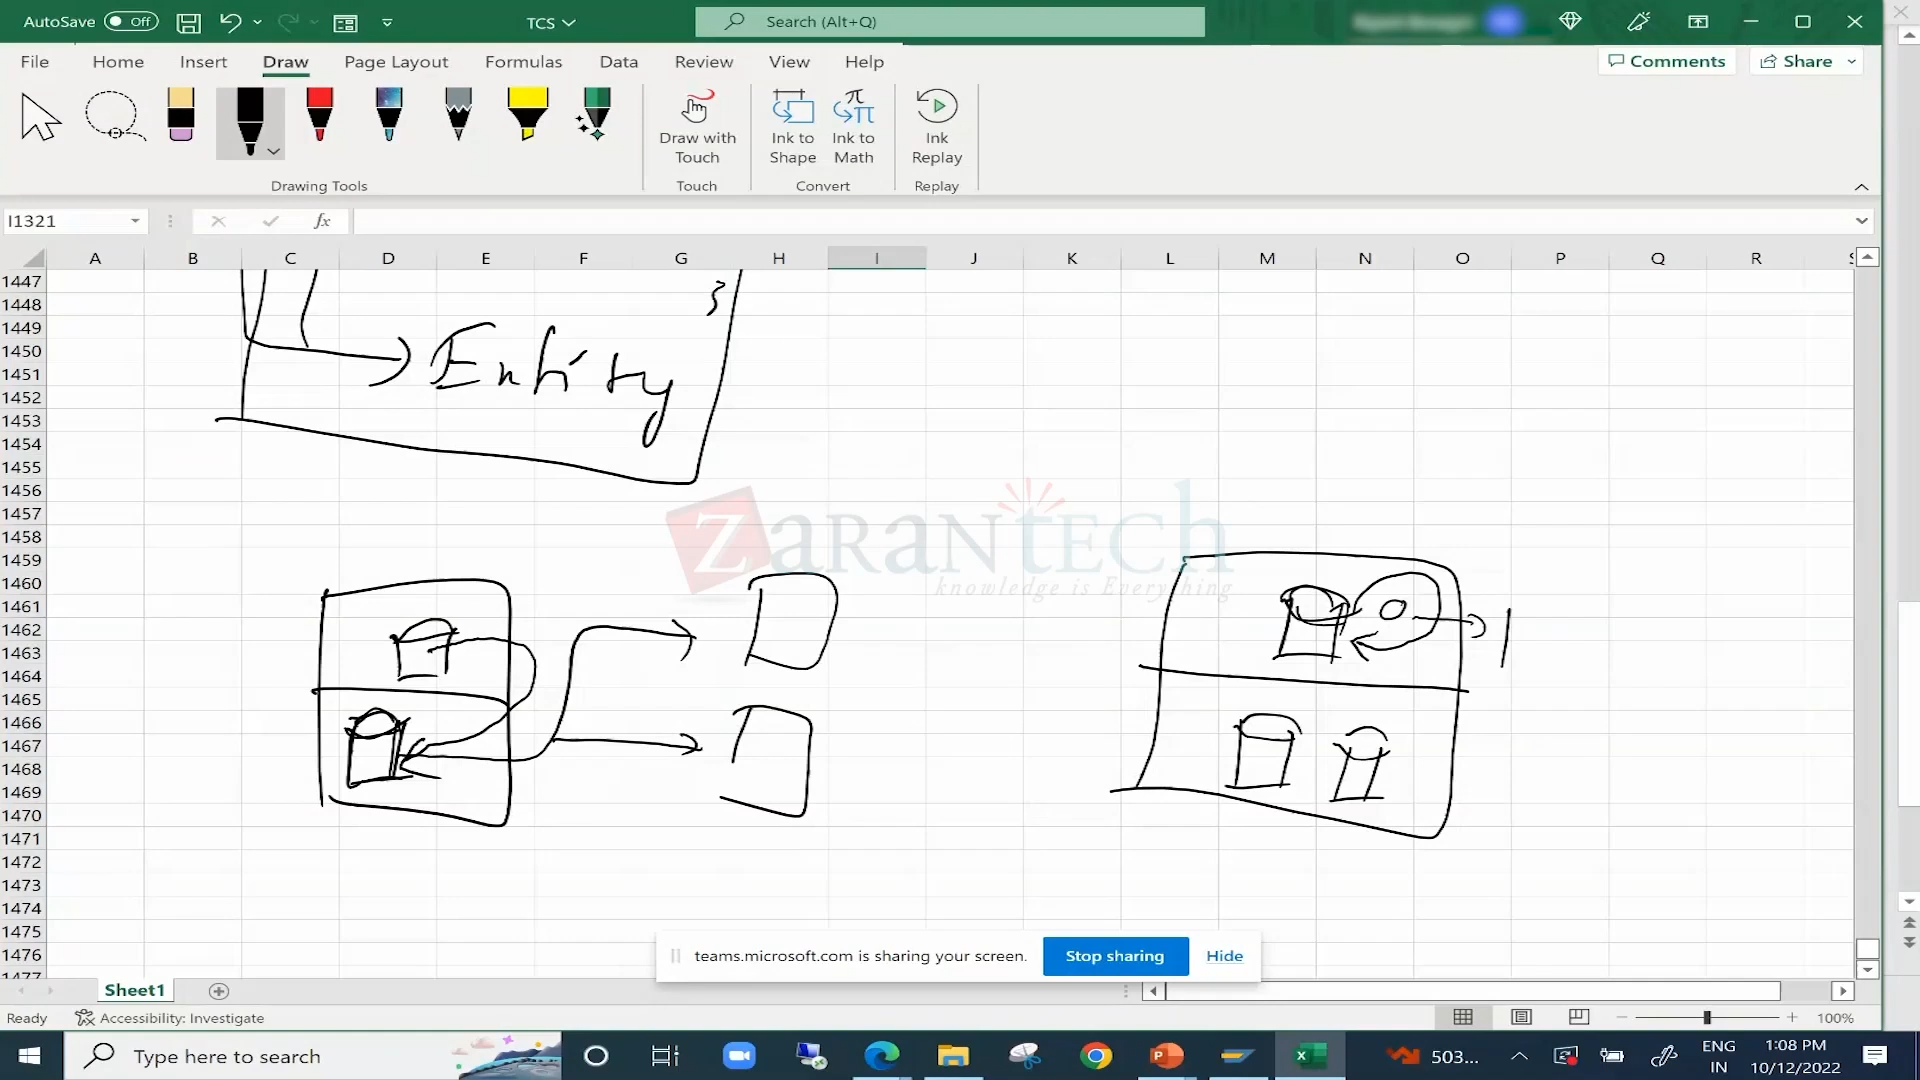 AutoSave Off TCS Search (Alt+Q)
File Home Insert Draw Page Layout Formulas Data Review View Help Comments Share
Draw with Touch
Ink to Shape
Ink to Math
Ink Replay
Drawing Tools Touch Convert Replay
I1321 fx
A B C D E F G H I J K L M N O P Q R S
1447
1448
1449
1450
1451
1452
1453
1454
1455
1456
1457
1458
1459
1460
1461
1462
1463
1464
1465
1466
1467
1468
1469
1470
1471
1472
1473
1474
1475
1476
1477
Entity
ZARANTECH
knowledge is Everything
teams.microsoft.com is sharing your screen. Stop sharing Hide
Sheet1
Ready Accessibility: Investigate 100%
Type here to search 503... ENG IN 1:08 PM 10/12/2022